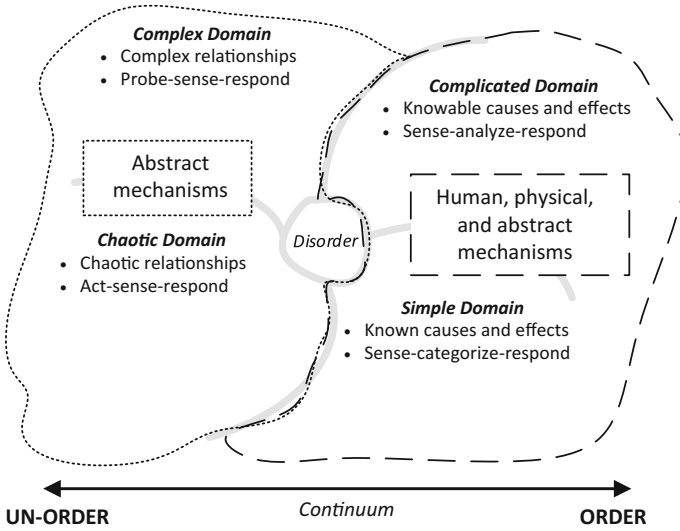 Complex Domain
• Complex relationships
• Probe-sense-respond
Complicated Domain
• Knowable causes and effects
• Sense-analyze-respond
Abstract
mechanisms
Human, physical,
and abstract
mechanisms
Disorder
Chaotic Domain
• Chaotic relationships
• Act-sense-respond
Simple Domain
• Known causes and effects
• Sense-categorize-respond
UN-ORDER
Continuum
ORDER